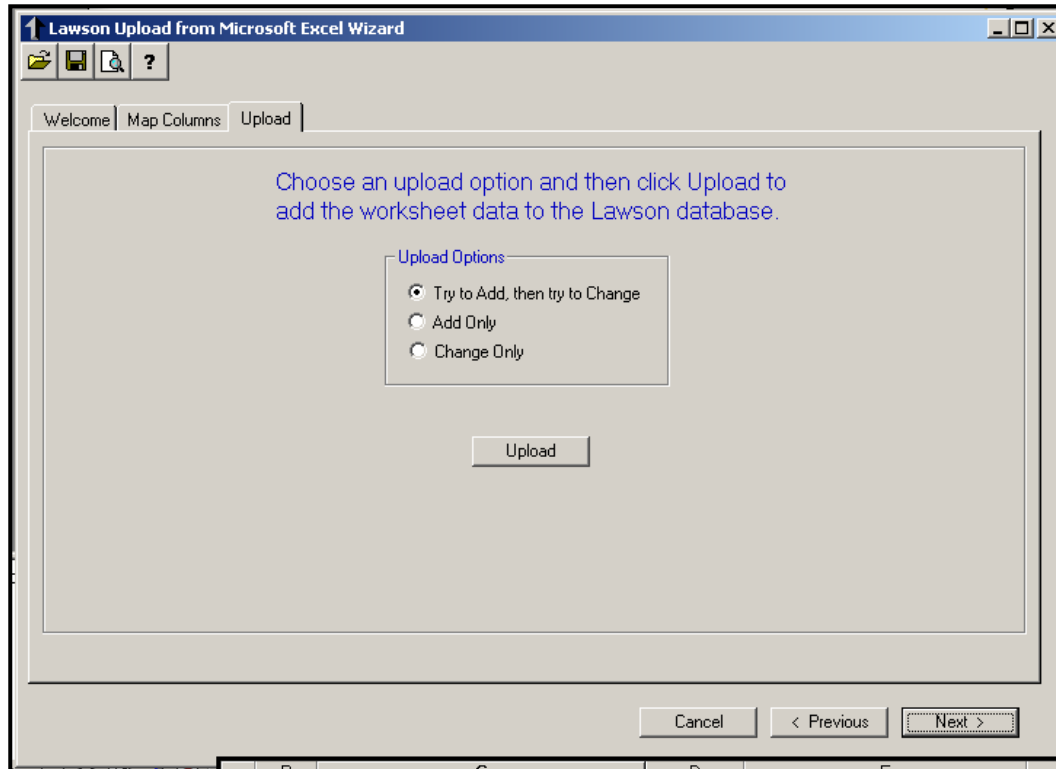 Lawson Upload from Microsoft Excel Wizard
?
Welcome Map Columns Upload
Choose an upload option and then click Upload to
add the worksheet data to the Lawson database.
Upload Options
Try to Add, then try to Change
Add Only
Change Only
Upload
Cancel < Previous Next >